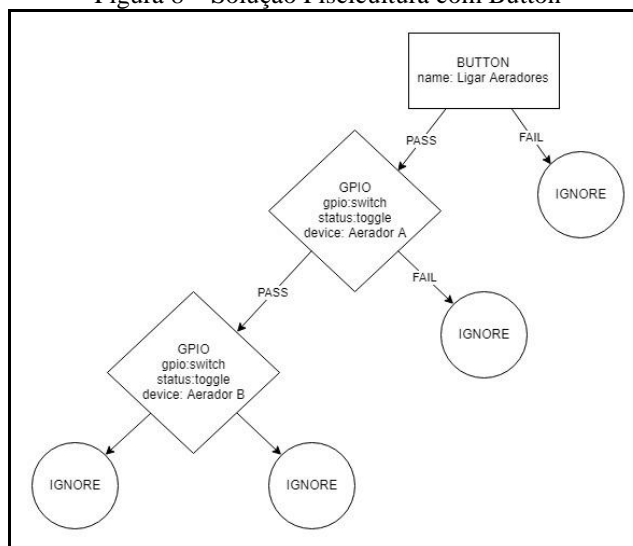 Figura 8 – Solução Piscicultura com Button
BUTTON
name: Ligar Aeradores
PASS
FAIL
IGNORE
GPIO
gpio:switch
status:toggle
device: Aerador A
PASS
FAIL
IGNORE
GPIO
gpio:switch
status:toggle
device: Aerador B
IGNORE
IGNORE